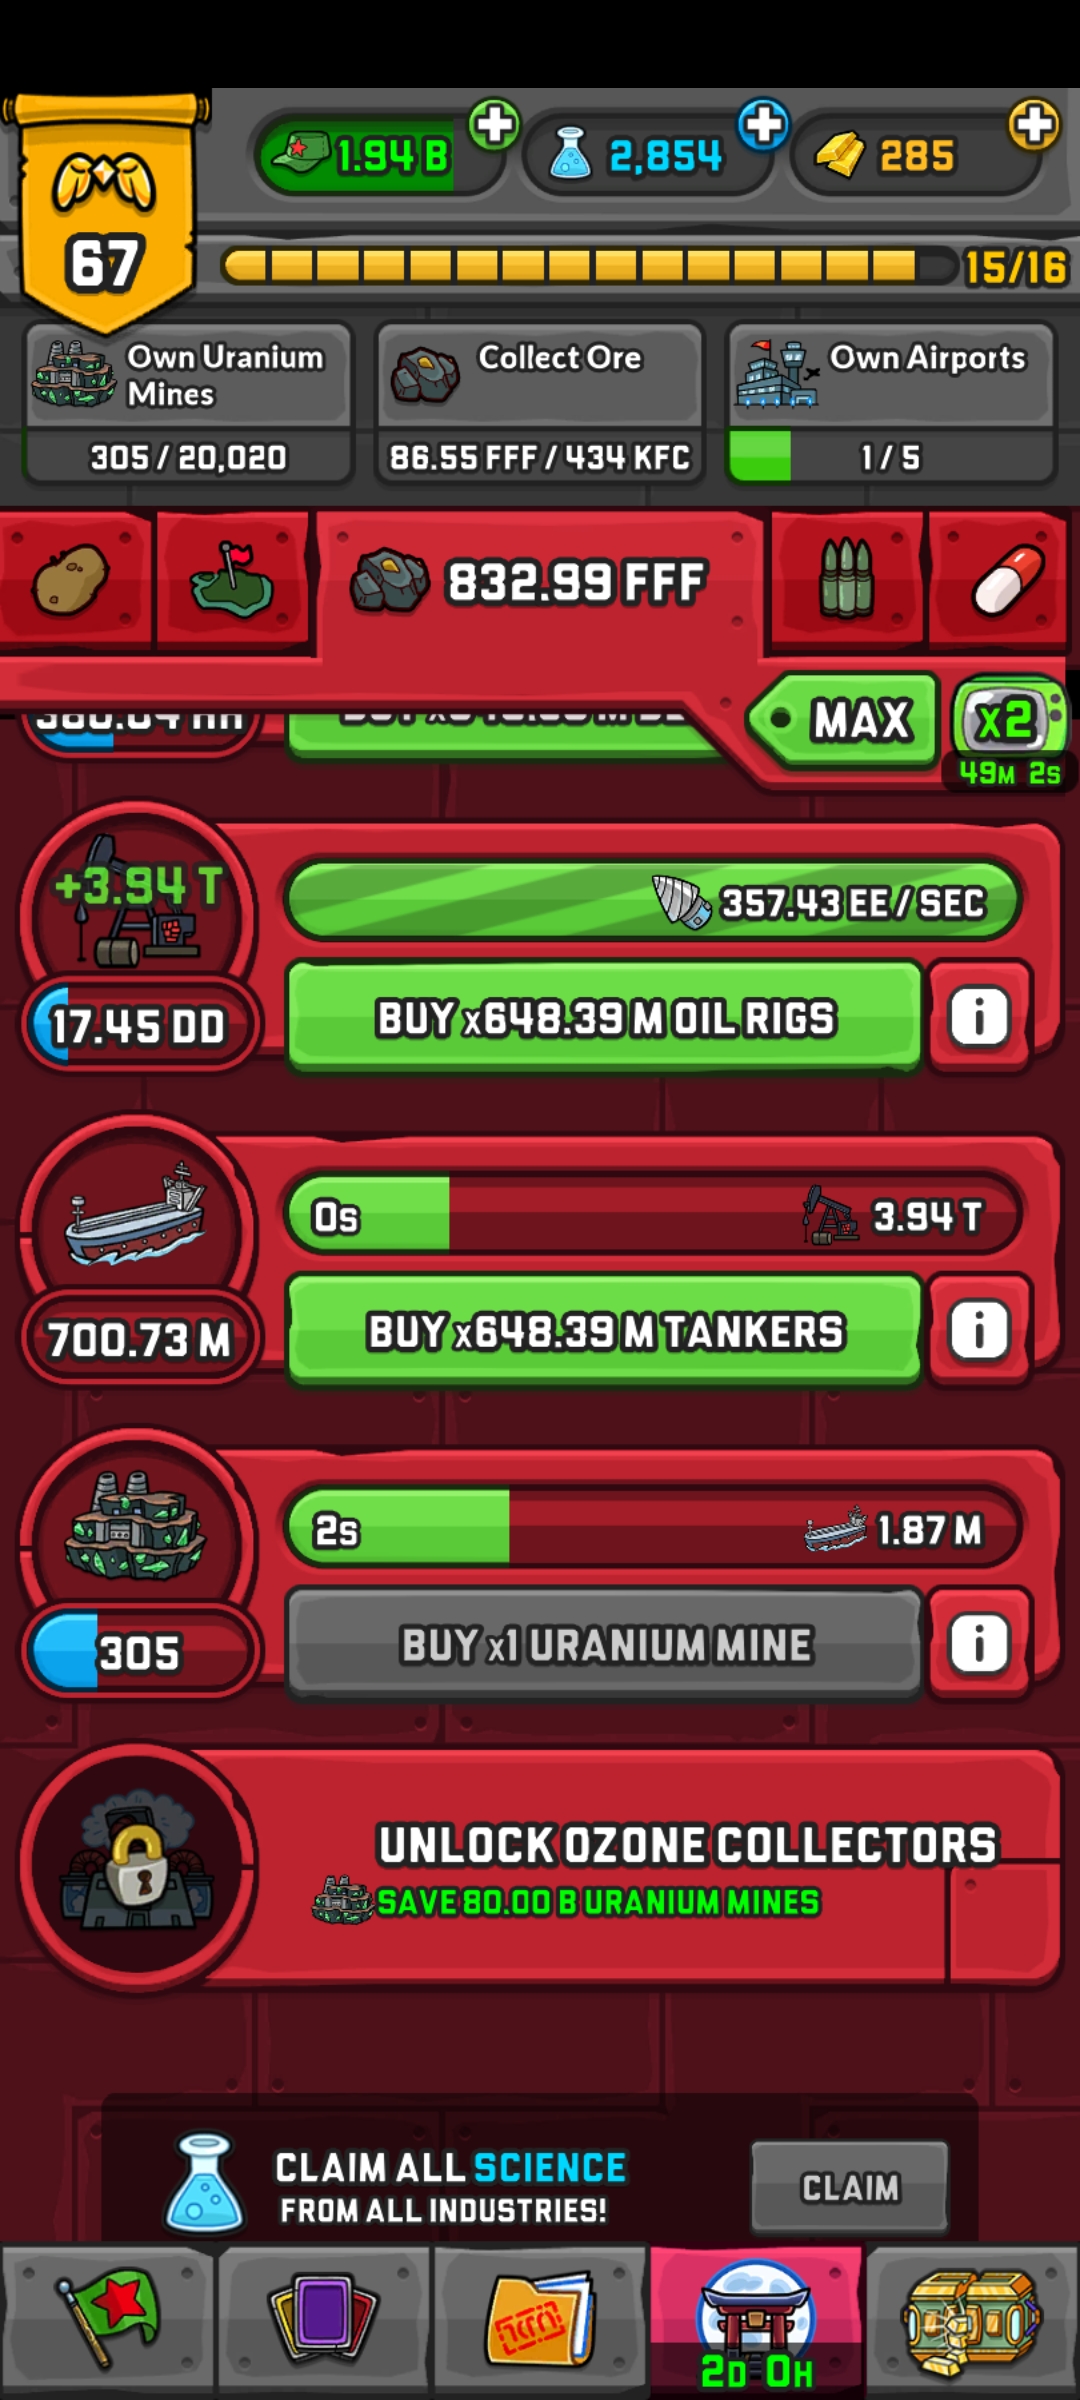 1.94 B
2,854
285
67
15/16
Own Uranium
Mines
Collect Ore
Own Airports
305 / 20,020
86.55 FFF / 434 KFC
1 / 5
832.99 FFF
MAX
x2
49M 2S
+3.94 T
357.43 EE / SEC
17.45 DD
BUY x648.39 M OIL RIGS
i
0S
3.94 T
700.73 M
BUY x648.39 M TANKERS
i
2S
1.87 M
305
BUY x1 URANIUM MINE
i
UNLOCK OZONE COLLECTORS
SAVE 80.00 B URANIUM MINES
CLAIM ALL SCIENCE
FROM ALL INDUSTRIES!
CLAIM
2D 0H